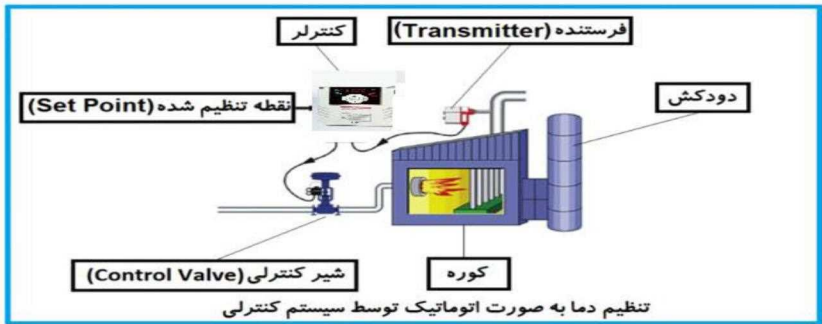 کنترلر
فرستنده (Transmitter)
دودکش
نقطه تنظیم شده (Set Point)
شیر کنترلی (Control Valve)
کوره
تنظیم دما به صورت اتوماتیک توسط سیستم کنترلی